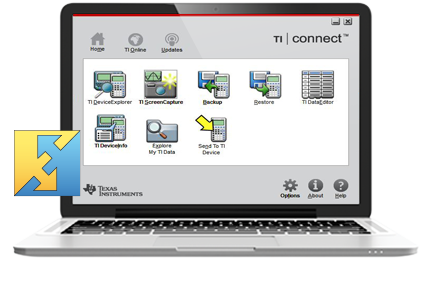 TI | connect™
Home
TI Online
Updates
TI DeviceExplorer
TI ScreenCapture
Backup
Restore
TI DataEditor
TI DeviceInfo
Explore
My TI Data
Send To TI
Device
TEXAS
INSTRUMENTS
Options
About
Help